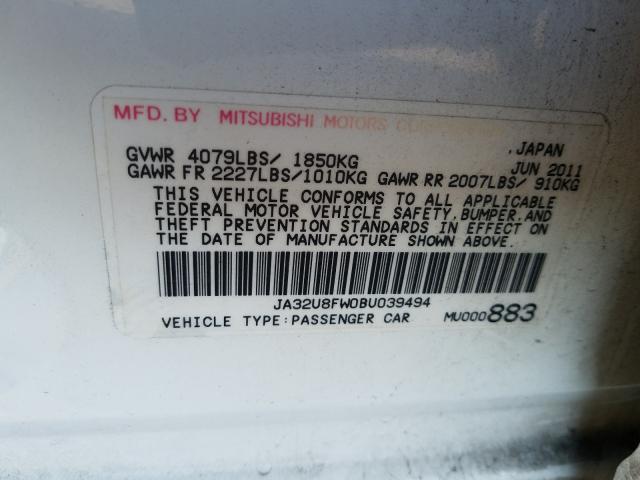 MFD. BY MITSUBISHI MOTORS CORPORATION
, JAPAN
GVWR 4079LBS/ 1850KG JUN 2011
GAWR FR 2227LBS/1010KG GAWR RR 2007LBS/ 910KG
THIS VEHICLE CONFORMS TO ALL APPLICABLE
FEDERAL MOTOR VEHICLE SAFETY,BUMPER,AND
THEFT PREVENTION STANDARDS IN EFFECT ON
THE DATE OF MANUFACTURE SHOWN ABOVE.
JA32U8FW0BU039494
VEHICLE TYPE:PASSENGER CAR MU000883